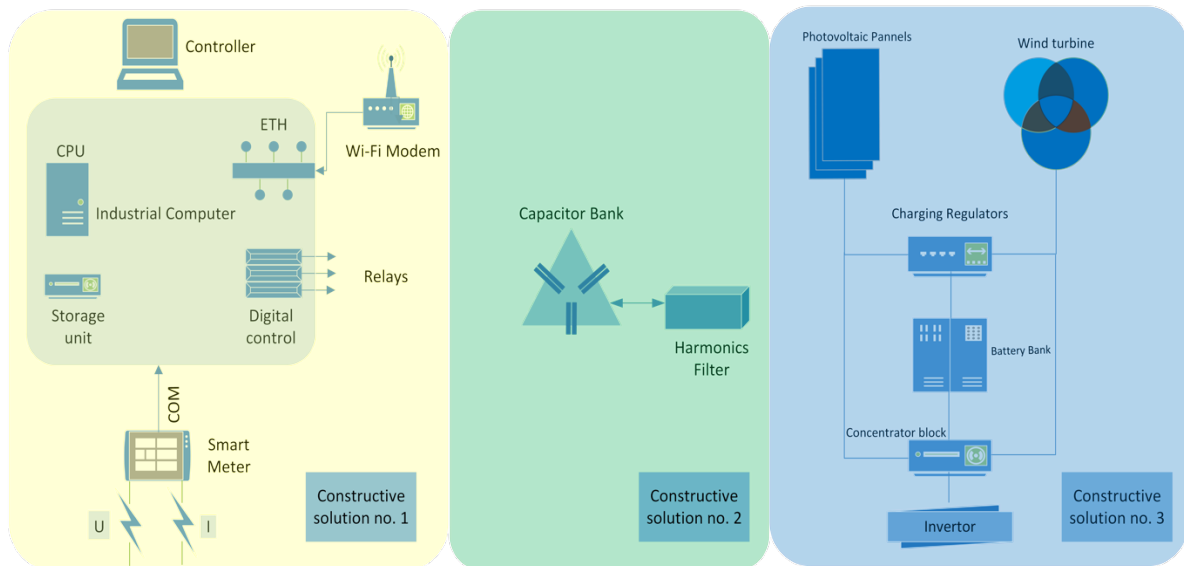 Controller
ETH
Wi-Fi Modem
CPU
Industrial Computer
Relays
Storage
unit
Digital
control
COM
Smart
Meter
U
I
Constructive
solution no. 1
Capacitor Bank
Harmonics
Filter
Constructive
solution no. 2
Photovoltaic Pannels
Wind turbine
Charging Regulators
Battery Bank
Concentrator block
Invertor
Constructive
solution no. 3